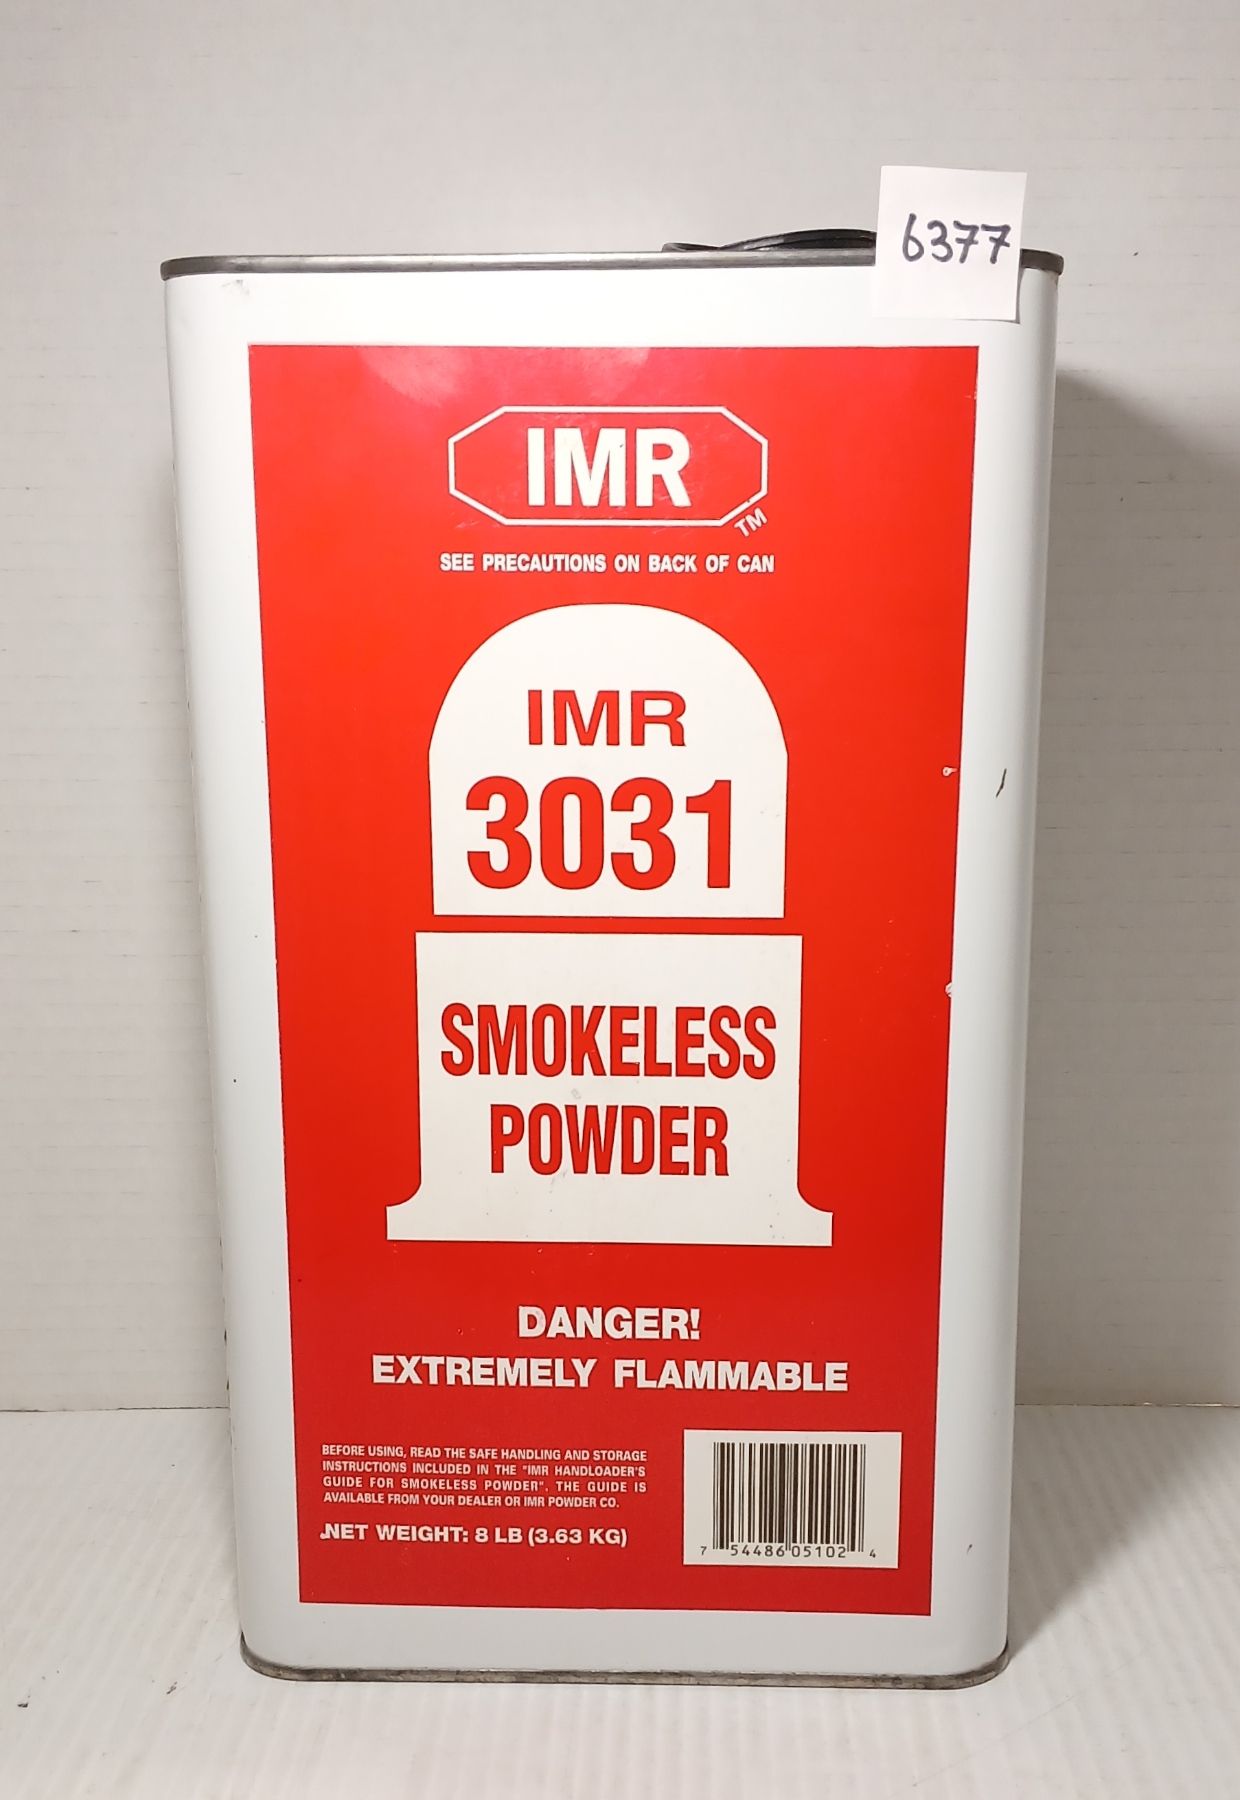 6377
IMR
TM
SEE PRECAUTIONS ON BACK OF CAN
IMR
3031
SMOKELESS
POWDER
DANGER!
EXTREMELY FLAMMABLE
BEFORE USING, READ THE SAFE HANDLING AND STORAGE
INSTRUCTIONS INCLUDED IN THE "IMR HANDLOADER'S
GUIDE FOR SMOKELESS POWDER". THE GUIDE IS
AVAILABLE FROM YOUR DEALER OR IMR POWDER CO.
NET WEIGHT: 8 LB (3.63 KG)
7 54486 05102 4